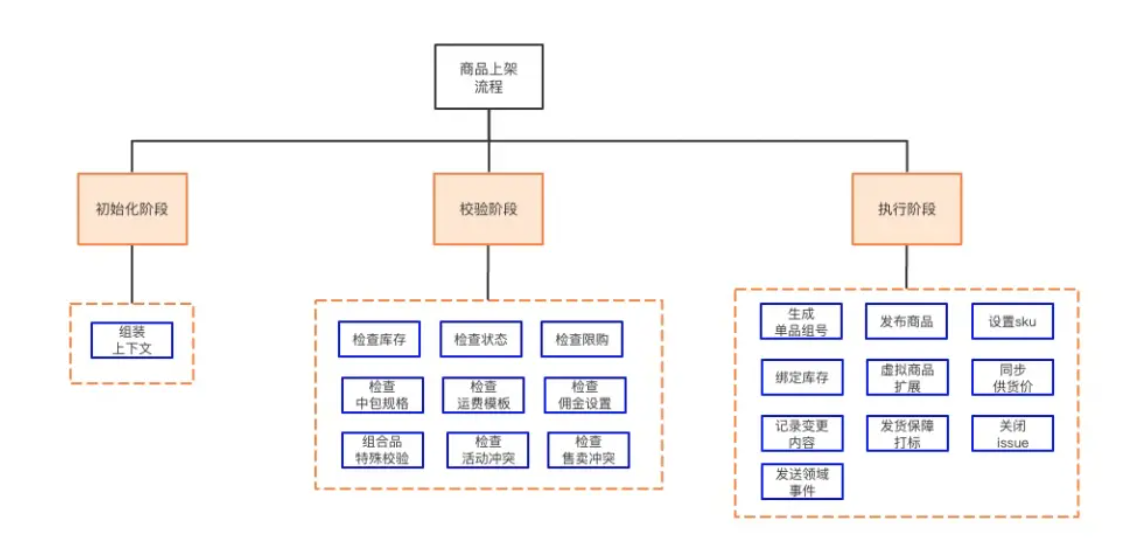 商品上架
流程
初始化阶段
校验阶段
执行阶段
组装
上下文
检查库存
检查状态
检查限购
检查
中包规格
检查
运费模板
检查
佣金设置
组合品
特殊校验
检查
活动冲突
检查
售卖冲突
生成
单品组号
发布商品
设置sku
绑定库存
虚拟商品
扩展
同步
供货价
记录变更
内容
发货保障
打标
关闭
issue
发送领域
事件